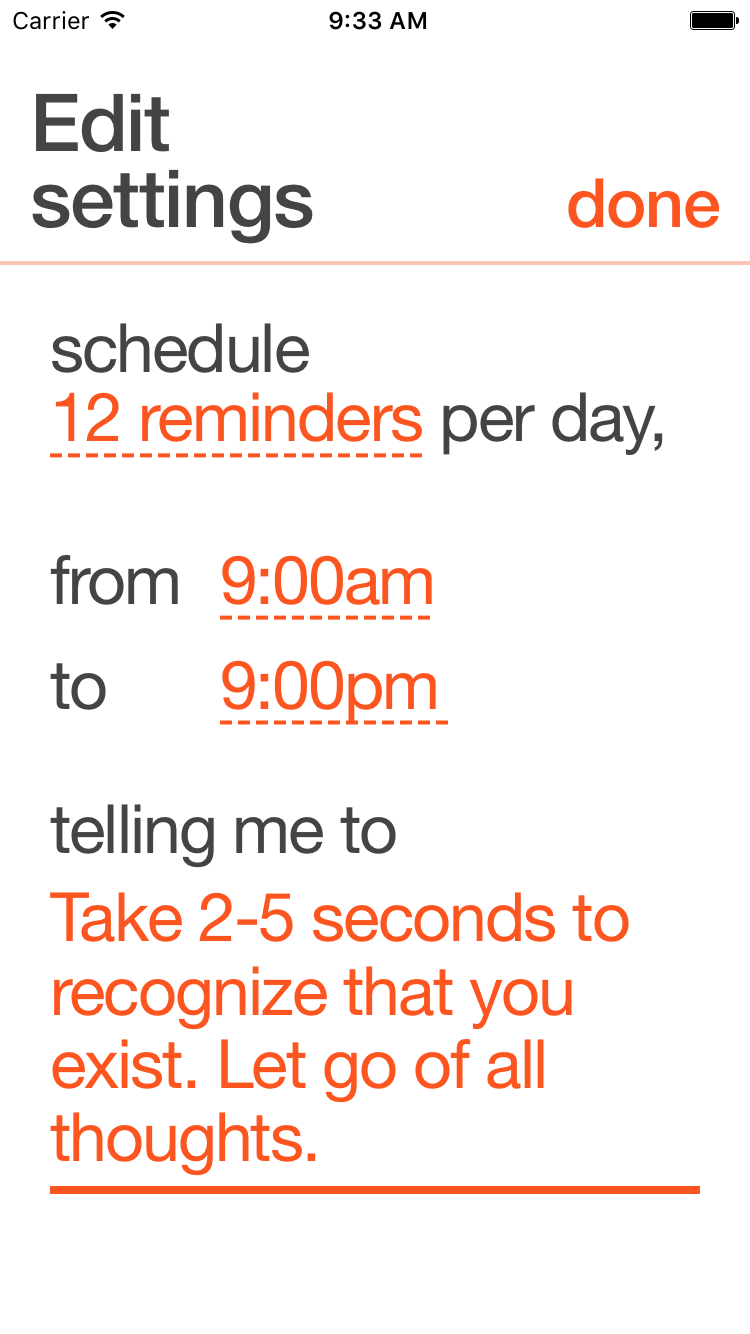 Carrier 9:33 AM
Edit
settings
done
schedule
12 reminders per day,
from 9:00am
to 9:00pm
telling me to
Take 2-5 seconds to
recognize that you
exist. Let go of all
thoughts.